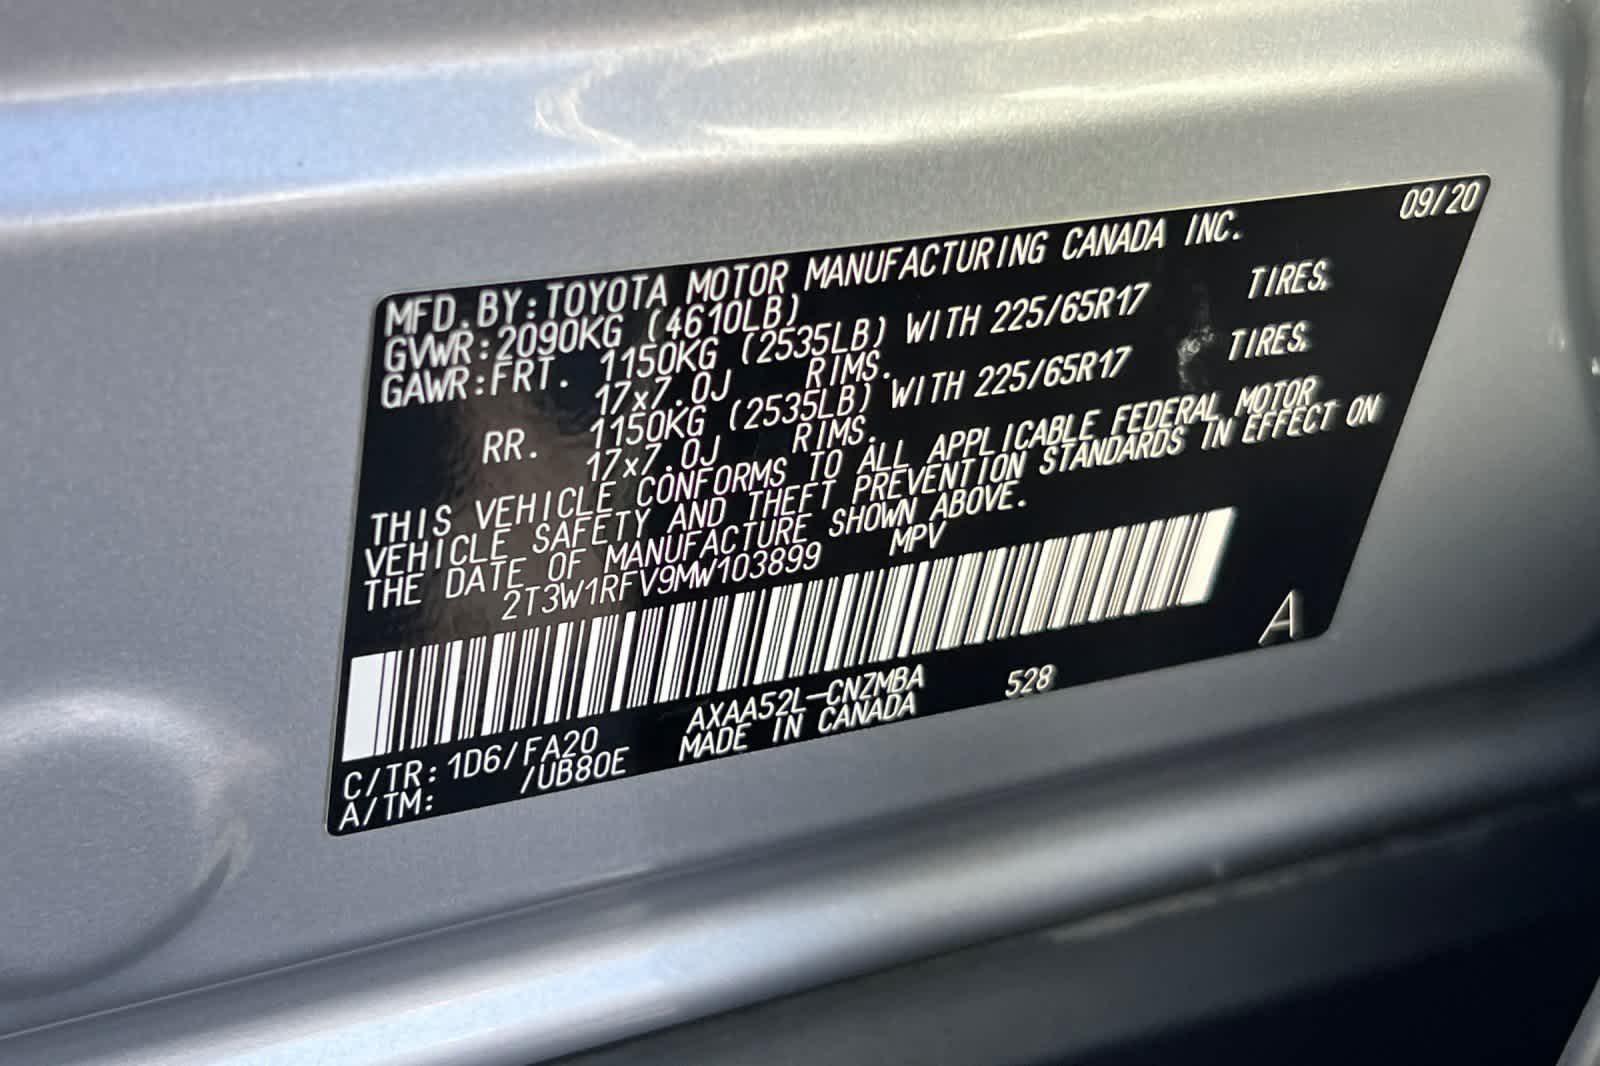 09/20
MFD. BY: TOYOTA MOTOR MANUFACTURING CANADA INC.
GVWR: 2090KG (4610LB)
GAWR: FRT. 1150KG (2535LB) WITH 225/65R17 TIRES,
17x7.0J RIMS.
RR. 1150KG (2535LB) WITH 225/65R17 TIRES,
17x7.0J RIMS.
THIS VEHICLE CONFORMS TO ALL APPLICABLE FEDERAL MOTOR
VEHICLE SAFETY AND THEFT PREVENTION STANDARDS IN EFFECT ON
THE DATE OF MANUFACTURE SHOWN ABOVE.
2T3W1RFV9MW103899 MPV
A
C/TR: 1D6/FA20 AXAA52L-CNZMBA 528
A/TM: /UB80E MADE IN CANADA